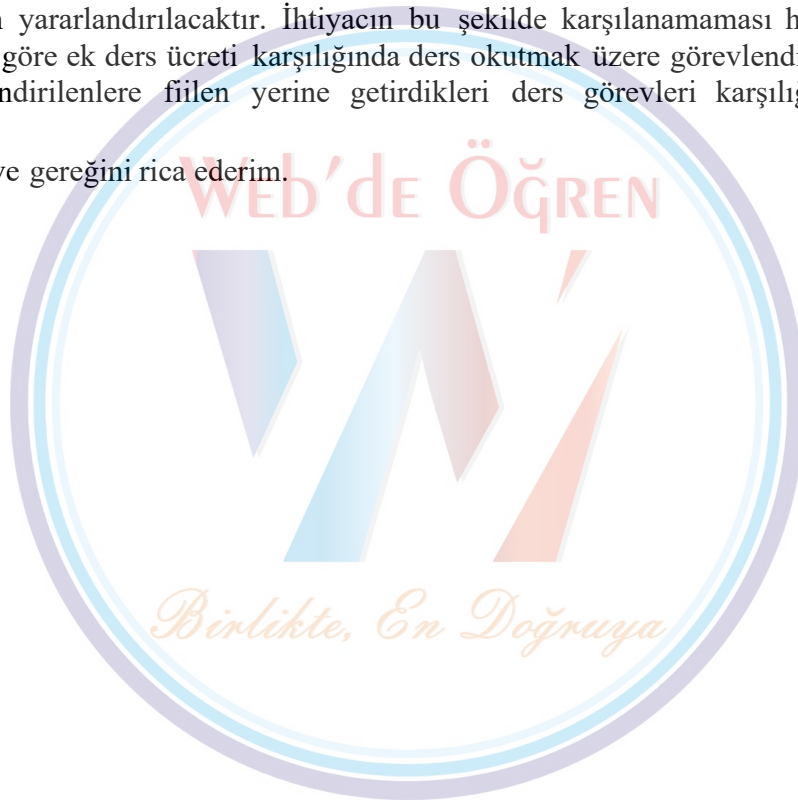 yararlandırılacaktır. İhtiyacın bu şekilde karşılanamaması h
göre ek ders ücreti karşılığında ders okutmak üzere görevlendi
ndirilenlere fiilen yerine getirdikleri ders görevleri karşılığ
ve gereğini rica ederim.
Web'de Öğren
Birlikte, En Doğruya